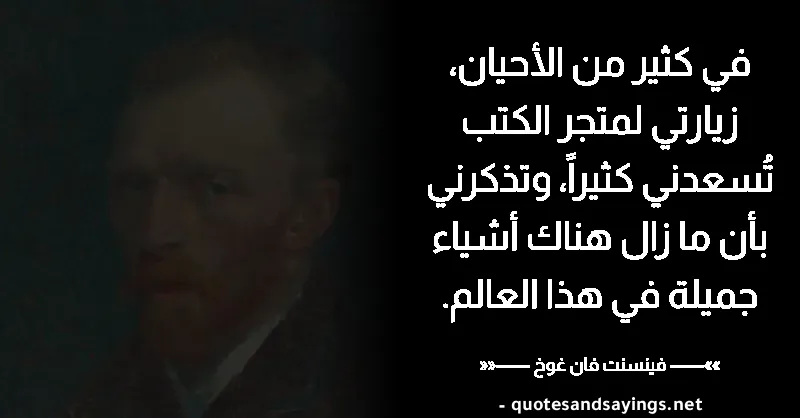 في كثير من الأحيان،
زيارتي لمتجر الكتب
تُسعدني كثيراً، وتذكرني
بأن ما زال هناك أشياء
جميلة في هذا العالم.
»—— فينسنت فان غوخ ——»»
- quotesandsayings.net